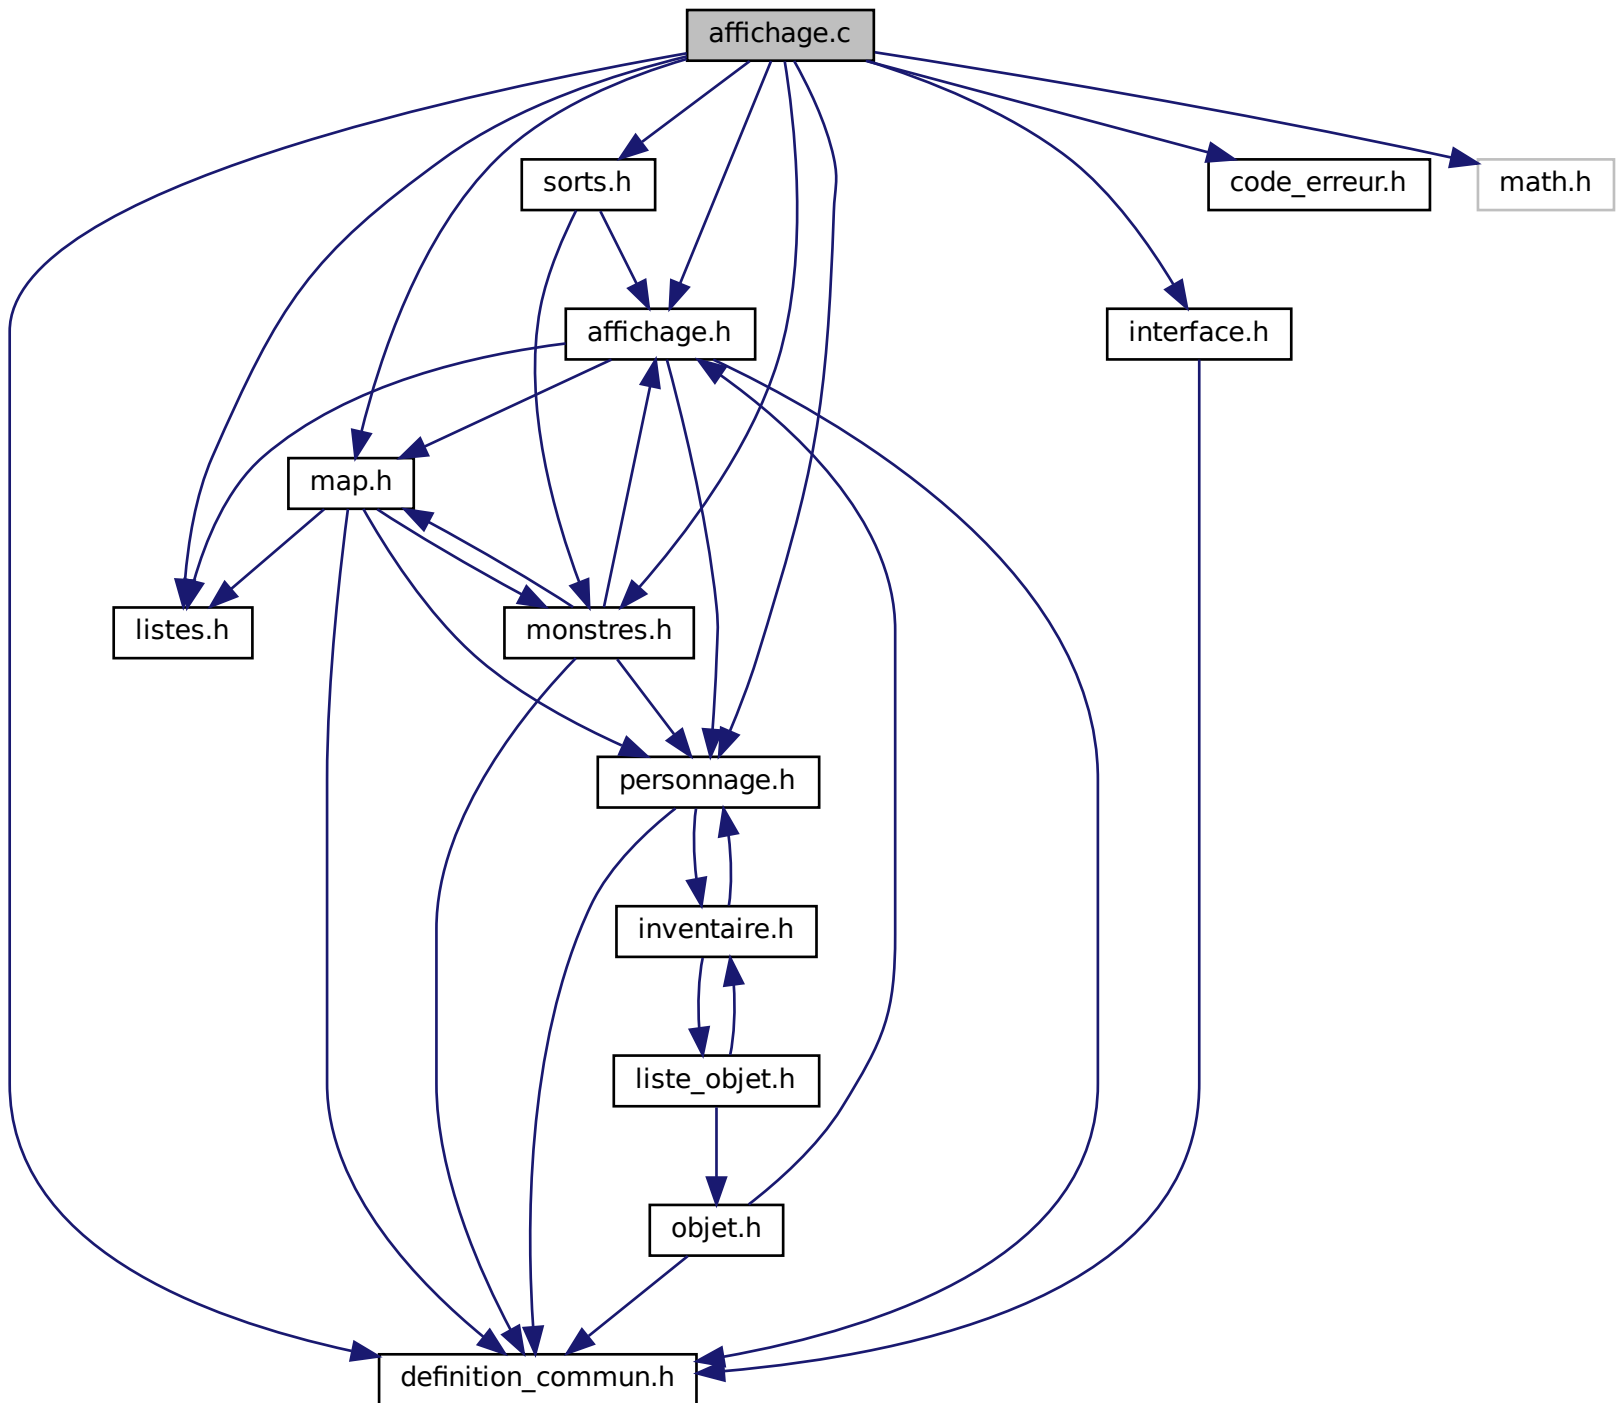 affichage.c
sorts.h
code_erreur.h
math.h
affichage.h
interface.h
map.h
listes.h
monstres.h
personnage.h
inventaire.h
liste_objet.h
objet.h
definition_commun.h